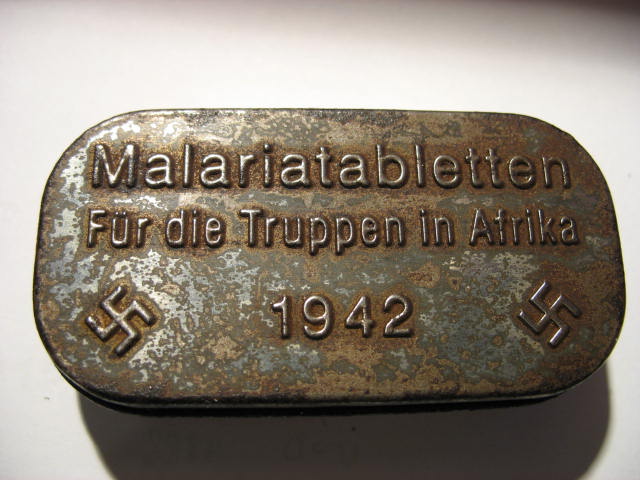 Malariatabletten
Für die Truppen in Afrika
1942